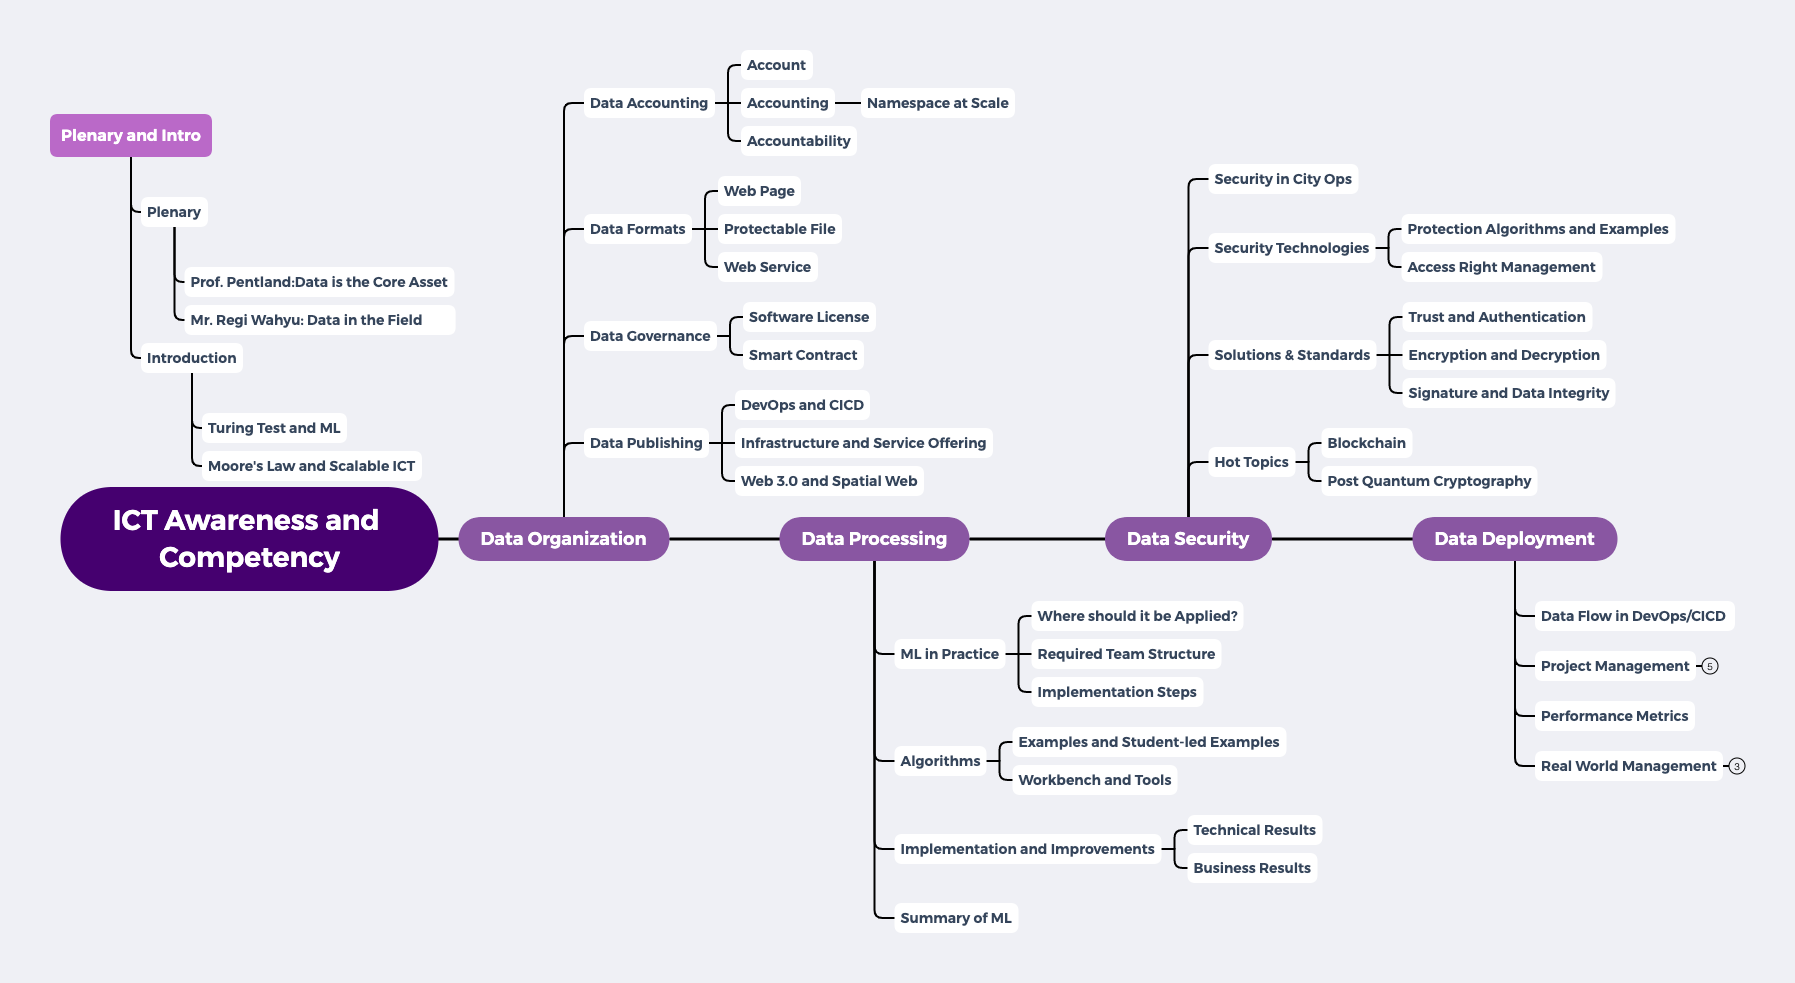 Plenary and Intro
Plenary
Prof. Pentland:Data is the Core Asset
Mr. Regi Wahyu: Data in the Field
Introduction
Turing Test and ML
Moore's Law and Scalable ICT
ICT Awareness and
Competency
Data Organization
Data Accounting
Account
Accounting
Namespace at Scale
Accountability
Data Formats
Web Page
Protectable File
Web Service
Data Governance
Software License
Smart Contract
Data Publishing
DevOps and CICD
Infrastructure and Service Offering
Web 3.0 and Spatial Web
Data Processing
ML in Practice
Where should it be Applied?
Required Team Structure
Implementation Steps
Algorithms
Examples and Student-led Examples
Workbench and Tools
Implementation and Improvements
Technical Results
Business Results
Summary of ML
Data Security
Security in City Ops
Security Technologies
Protection Algorithms and Examples
Access Right Management
Solutions & Standards
Trust and Authentication
Encryption and Decryption
Signature and Data Integrity
Hot Topics
Blockchain
Post Quantum Cryptography
Data Deployment
Data Flow in DevOps/CICD
Project Management 5
Performance Metrics
Real World Management 3